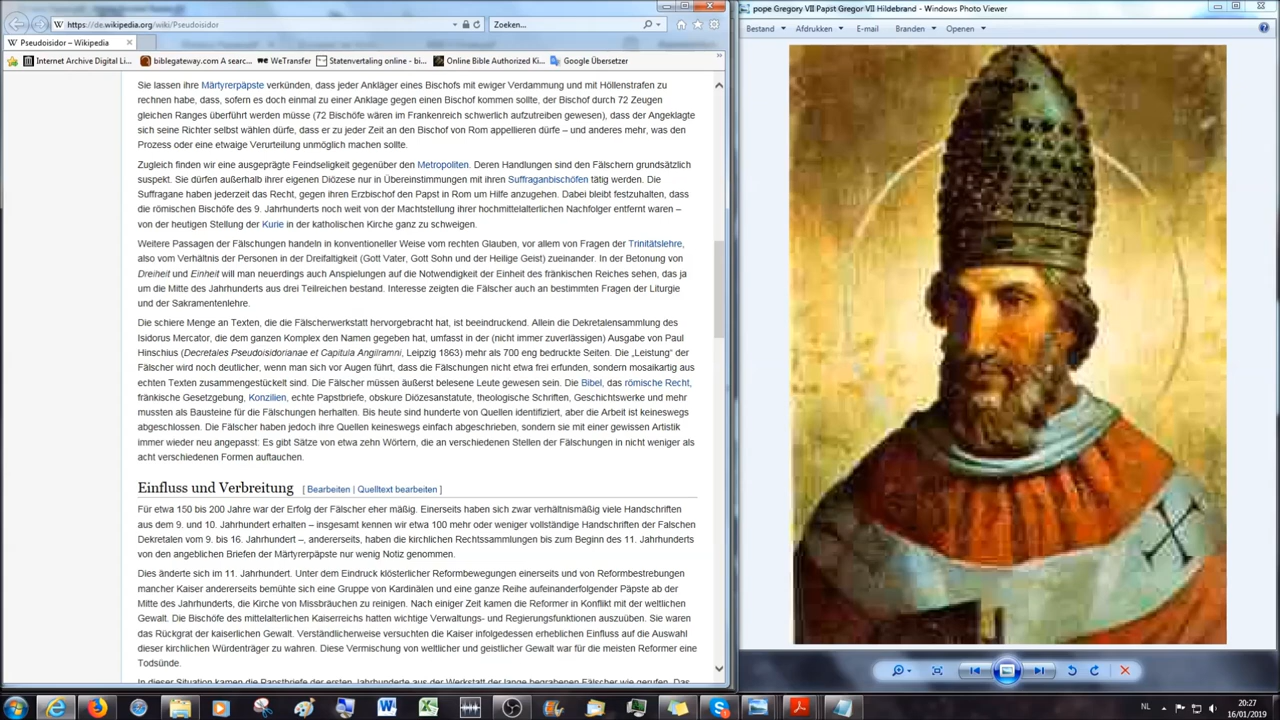 https://de.wikipedia.org/wiki/Pseudoisidor
Zoeken...
Pseudoisidor – Wikipedia
Internet Archive Digital Li... biblegateway.com A searc... WeTransfer Statenvertaling online - bi... Online Bible Authorized Ki... Google Übersetzer
Sie lassen ihre Märtyrerpäpste verkünden, dass jeder Ankläger eines Bischofs mit ewiger Verdammung und mit Höllenstrafen zu
rechnen habe, dass, sofern es doch einmal zu einer Anklage gegen einen Bischof kommen sollte, der Bischof durch 72 Zeugen
gleichen Ranges überführt werden müsse (72 Bischöfe wären im Frankenreich schwerlich aufzutreiben gewesen), dass der Angeklagte
sich seine Richter selbst wählen dürfe, dass er zu jeder Zeit an den Bischof von Rom appellieren dürfe – und anderes mehr, was den
Prozess oder eine etwaige Verurteilung unmöglich machen sollte.
Zugleich finden wir eine ausgeprägte Feindseligkeit gegenüber den Metropoliten. Deren Handlungen sind den Fälschern grundsätzlich
suspekt. Sie dürfen außerhalb ihrer eigenen Diözese nur in Übereinstimmungen mit ihren Suffraganbischöfen tätig werden. Die
Suffragane haben jederzeit das Recht, gegen ihren Erzbischof den Papst in Rom um Hilfe anzugehen. Dabei bleibt festzuhalten, dass
die römischen Bischöfe des 9. Jahrhunderts noch weit von der Machtstellung ihrer hochmittelalterlichen Nachfolger entfernt waren –
von der heutigen Stellung der Kurie in der katholischen Kirche ganz zu schweigen.
Weitere Passagen der Fälschungen handeln in konventioneller Weise vom rechten Glauben, vor allem von Fragen der Trinitätslehre,
also vom Verhältnis der Personen in der Dreifaltigkeit (Gott Vater, Gott Sohn und der Heilige Geist) zueinander. In der Betonung von
Dreiheit und Einheit will man neuerdings auch Anspielungen auf die Notwendigkeit der Einheit des fränkischen Reiches sehen, das ja
um die Mitte des Jahrhunderts aus drei Teilreichen bestand. Interesse zeigten die Fälscher auch an bestimmten Fragen der Liturgie
und der Sakramentenlehre.
Die schiere Menge an Texten, die die Fälscherwerkstatt hervorgebracht hat, ist beeindruckend. Allein die Dekretalensammlung des
Isidorus Mercator, die dem ganzen Komplex den Namen gegeben hat, umfasst in der (nicht immer zuverlässigen) Ausgabe von Paul
Hinschius (Decretales Pseudoisidorianae et Capitula Angilramni, Leipzig 1863) mehr als 700 eng bedruckte Seiten. Die „Leistung“ der
Fälscher wird noch deutlicher, wenn man sich vor Augen führt, dass die Fälschungen nicht etwa frei erfunden, sondern mosaikartig aus
echten Texten zusammengestückelt sind. Die Fälscher müssen äußerst belesene Leute gewesen sein. Die Bibel, das römische Recht,
fränkische Gesetzgebung, Konzilien, echte Papstbriefe, obskure Diözesanstatute, theologische Schriften, Geschichtswerke und mehr
mussten als Bausteine für die Fälschungen herhalten. Bis heute sind hunderte von Quellen identifiziert, aber die Arbeit ist keineswegs
abgeschlossen. Die Fälscher haben jedoch ihre Quellen keineswegs einfach abgeschrieben, sondern sie mit einer gewissen Artistik
immer wieder neu angepasst: Es gibt Sätze von etwa zehn Wörtern, die an verschiedenen Stellen der Fälschungen in nicht weniger als
acht verschiedenen Formen auftauchen.
Einfluss und Verbreitung [ Bearbeiten | Quelltext bearbeiten ]
Für etwa 150 bis 200 Jahre war der Erfolg der Fälscher eher mäßig. Einerseits haben sich zwar verhältnismäßig viele Handschriften
aus dem 9. und 10. Jahrhundert erhalten – insgesamt kennen wir etwa 100 mehr oder weniger vollständige Handschriften der Falschen
Dekretalen vom 9. bis 16. Jahrhundert –, andererseits, haben die kirchlichen Rechtssammlungen bis zum Beginn des 11. Jahrhunderts
von den angeblichen Briefen der Märtyrerpäpste nur wenig Notiz genommen.
Dies änderte sich im 11. Jahrhundert. Unter dem Eindruck klösterlicher Reformbewegungen einerseits und von Reformbestrebungen
mancher Kaiser andererseits bemühte sich eine Gruppe von Kardinälen und eine ganze Reihe aufeinanderfolgender Päpste ab der
Mitte des Jahrhunderts, die Kirche von Missbräuchen zu reinigen. Nach einiger Zeit kamen die Reformer in Konflikt mit der weltlichen
Gewalt. Die Bischöfe des mittelalterlichen Kaiserreichs hatten wichtige Verwaltungs- und Regierungsfunktionen auszuüben. Sie waren
das Rückgrat der kaiserlichen Gewalt. Verständlicherweise versuchten die Kaiser infolgedessen erheblichen Einfluss auf die Auswahl
dieser kirchlichen Würdenträger zu wahren. Diese Vermischung von weltlicher und geistlicher Gewalt war für die meisten Reformer eine
Todsünde.
In dieser Situation kamen die Papstbriefe der ersten Jahrhunderte aus der Werkstatt der lange begrabenen Fälscher wie gerufen. Das
pope Gregory VII Papst Gregor VII Hildebrand - Windows Photo Viewer
Bestand Afdrukken E-mail Branden Openen
NL
20:27
16/01/2019